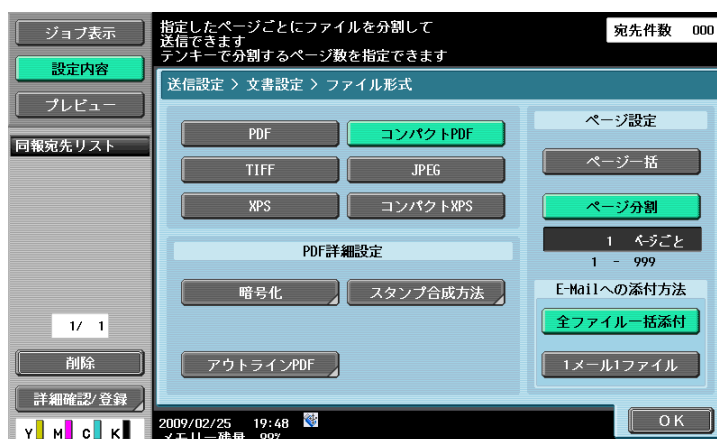 ジョブ表示
設定内容
プレビュー
同報宛先リスト
1/ 1
削除
詳細確認/登録
Y M C K
指定したページごとにファイルを分割して
送信できます
テンキーで分割するページ数を指定できます
宛先件数 000
送信設定 > 文書設定 > ファイル形式
PDF コンパクトPDF
TIFF JPEG
XPS コンパクトXPS
PDF詳細設定
暗号化 スタンプ合成方法
アウトラインPDF
ページ設定
ページ一括
ページ分割
1 ページごと
1 - 999
E-Mailへの添付方法
全ファイル一括添付
1メール1ファイル
2009/02/25 19:48
メモリー残量 99%
OK